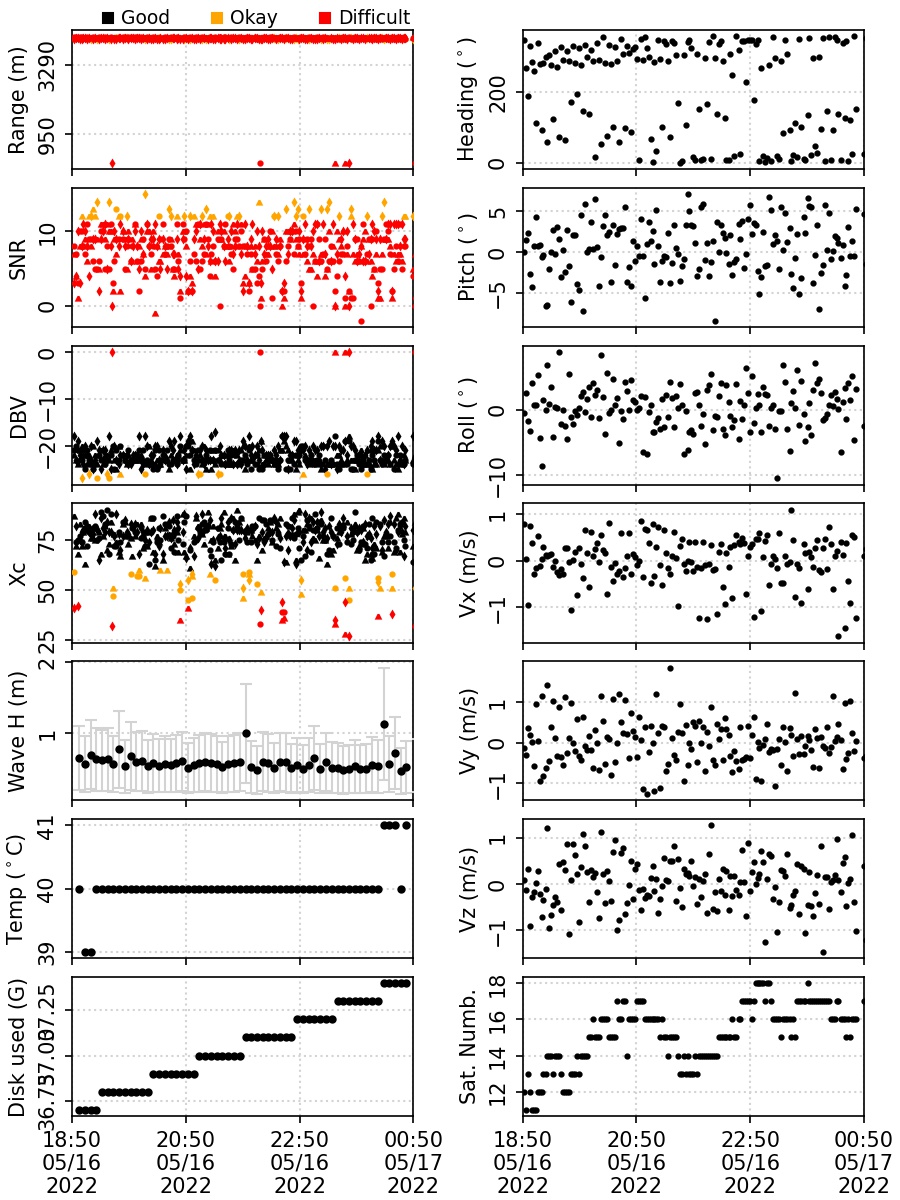 Good Okay Difficult
Range (m)
3290
950
Heading (°)
200
0
SNR
10
0
Pitch (°)
5
0
−5
DBV
0
−10
−20
Roll (°)
0
−10
Xc
75
50
25
Vx (m/s)
1
0
−1
Wave H (m)
2
1
Vy (m/s)
1
0
−1
Temp (°C)
41
40
39
Vz (m/s)
1
0
−1
Disk used (G)
37.25
37.00
36.75
Sat. Numb.
18
16
14
12
18:50 20:50 22:50 00:50
05/16 05/16 05/16 05/17
2022 2022 2022 2022
18:50 20:50 22:50 00:50
05/16 05/16 05/16 05/17
2022 2022 2022 2022